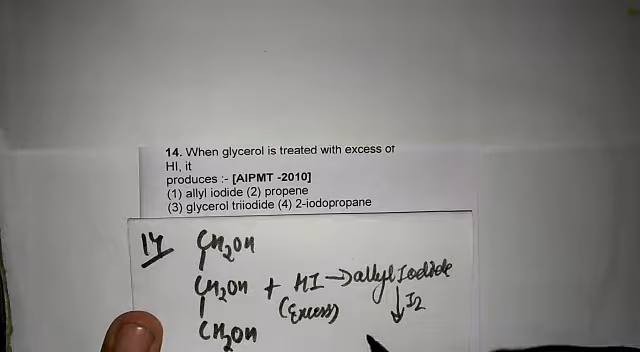 14. When glycerol is treated with excess of
HI, it
produces :- [AIPMT -2010]
(1) allyl iodide (2) propene
(3) glycerol triiodide (4) 2-iodopropane
14 CH2OH
CH2OH + HI → allyl Iodide
(Excess) ↓ I2
CH2OH